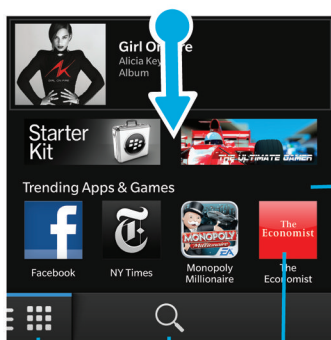 Girl On Fire
Alicia Keys
Album
Starter
Kit
THE ULTIMATE GAMER
Trending Apps & Games
The
Economist
MONOPOLY
Millionaire
EA
Facebook
NY Times
Monopoly
Millionaire
The
Economist